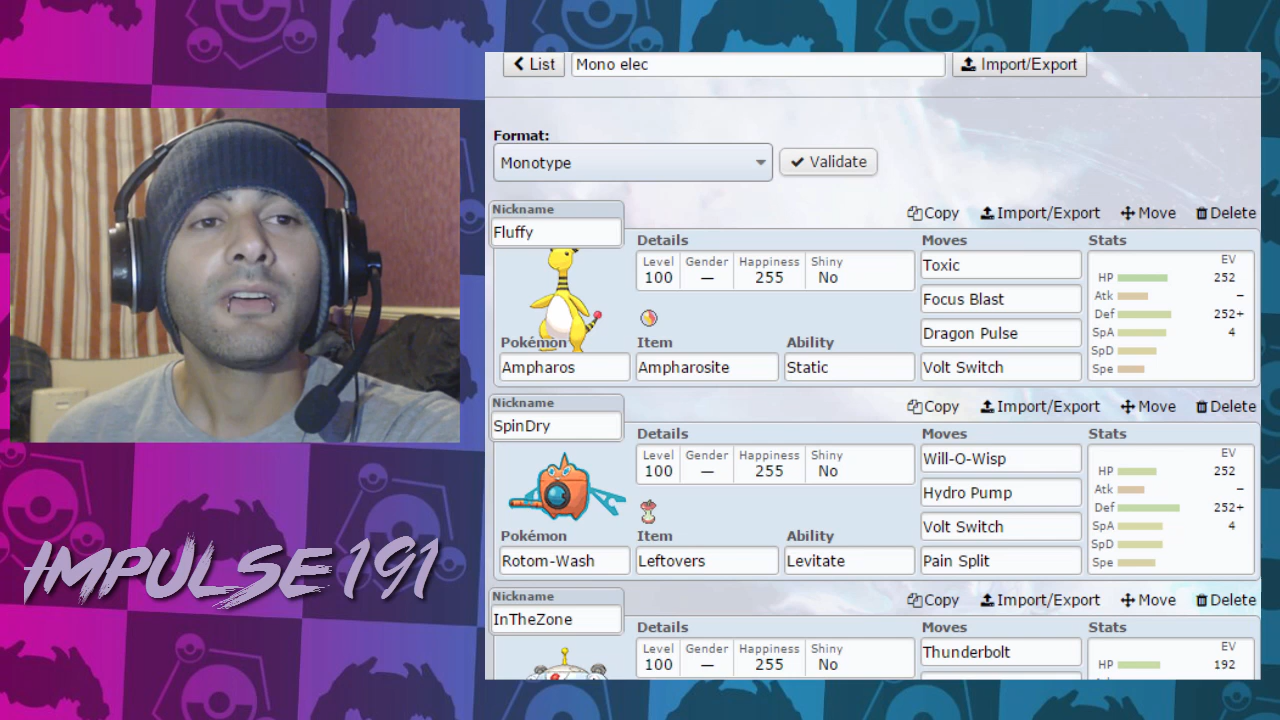 List
Mono elec
Import/Export
Format:
Monotype
Validate
Nickname
Fluffy
Copy Import/Export Move Delete
Details Moves Stats
Level Gender Happiness Shiny
100 — 255 No
Toxic
Focus Blast
Dragon Pulse
Volt Switch
EV
HP 252
Atk –
Def 252+
SpA 4
SpD
Spe
Pokémon Item Ability
Ampharos Ampharosite Static
Nickname
SpinDry
Copy Import/Export Move Delete
Details Moves Stats
Level Gender Happiness Shiny
100 — 255 No
Will-O-Wisp
Hydro Pump
Volt Switch
Pain Split
EV
HP 252
Atk –
Def 252+
SpA 4
SpD
Spe
Pokémon Item Ability
Rotom-Wash Leftovers Levitate
Nickname
InTheZone
Copy Import/Export Move Delete
Details Moves Stats
Level Gender Happiness Shiny
100 — 255 No
Thunderbolt
EV
HP 192
IMPULSE191